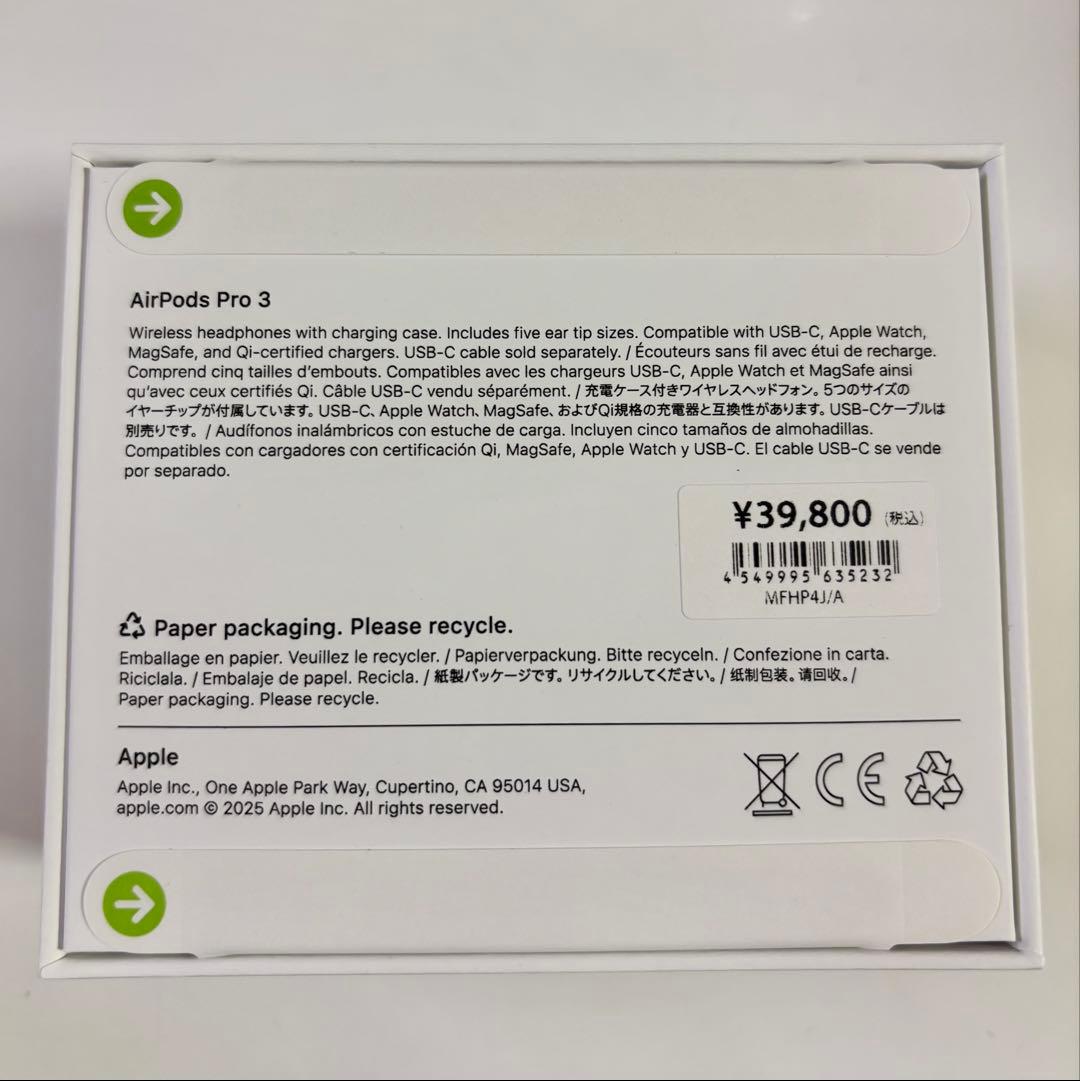 AirPods Pro 3
Wireless headphones with charging case. Includes five ear tip sizes. Compatible with USB-C, Apple Watch,
MagSafe, and Qi-certified chargers. USB-C cable sold separately. / Écouteurs sans fil avec étui de recharge.
Comprend cinq tailles d’embouts. Compatibles avec les chargeurs USB-C, Apple Watch et MagSafe ainsi
qu’avec ceux certifiés Qi. Câble USB-C vendu séparément. / 充電ケース付きワイヤレスヘッドフォン。5つのサイズの
イヤーチップが付属しています。USB-C、Apple Watch、MagSafe、およびQi規格の充電器と互換性があります。USB-Cケーブルは
別売りです。 / Audífonos inalámbricos con estuche de carga. Incluyen cinco tamaños de almohadillas.
Compatibles con cargadores con certificación Qi, MagSafe, Apple Watch y USB-C. El cable USB-C se vende
por separado.
¥39,800 (税込)
4 549995 635232
MFHP4J/A
Paper packaging. Please recycle.
Emballage en papier. Veuillez le recycler. / Papierverpackung. Bitte recyceln. / Confezione in carta.
Riciclala. / Embalaje de papel. Recicla. / 紙製パッケージです。リサイクルしてください。 / 纸制包装。请回收。 /
Paper packaging. Please recycle.
Apple
Apple Inc., One Apple Park Way, Cupertino, CA 95014 USA,
apple.com © 2025 Apple Inc. All rights reserved.
CE